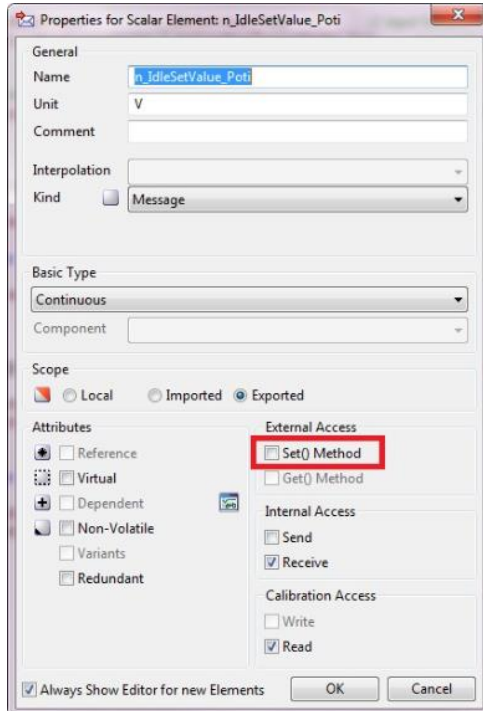 Properties for Scalar Element: n_IdleSetValue_Poti
General
Name n_IdleSetValue_Poti
Unit V
Comment
Interpolation
Kind Message
Basic Type
Continuous
Component
Scope
Local Imported Exported
Attributes
Reference
Virtual
Dependent
Non-Volatile
Variants
Redundant
External Access
Set() Method
Get() Method
Internal Access
Send
Receive
Calibration Access
Write
Read
Always Show Editor for new Elements OK Cancel